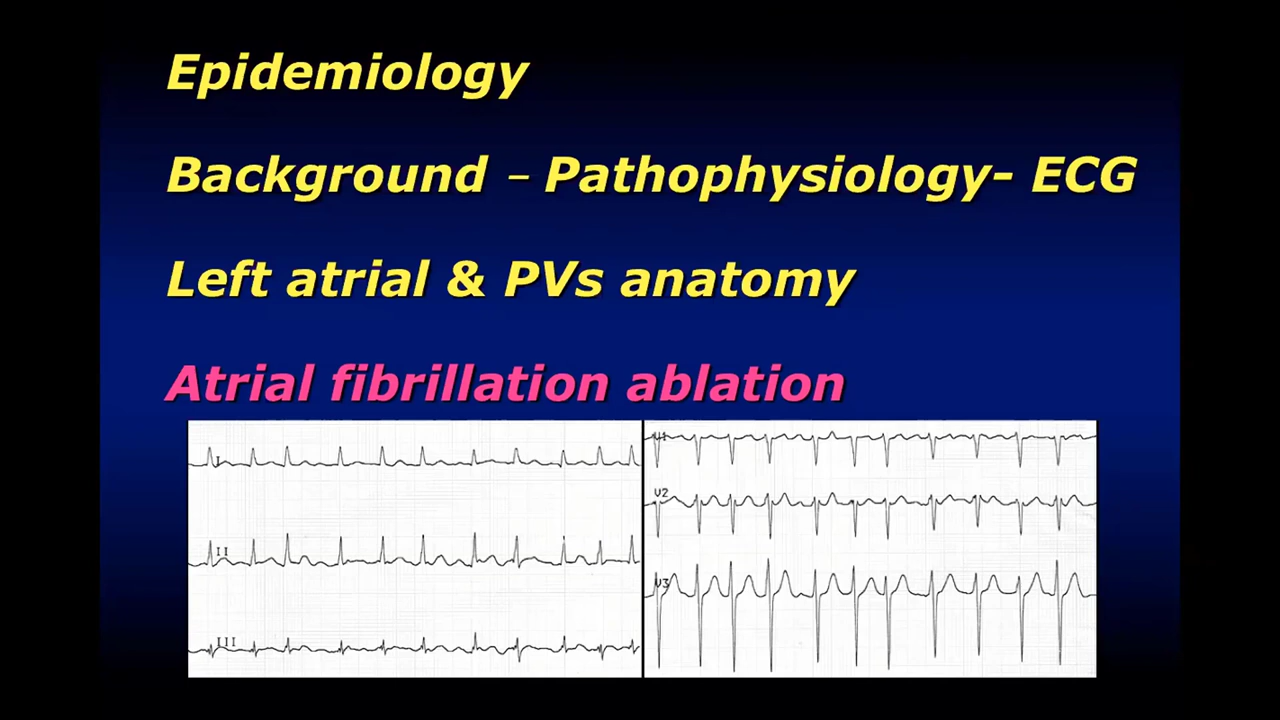 Epidemiology
Background – Pathophysiology- ECG
Left atrial & PVs anatomy
Atrial fibrillation ablation
I
II
III
V1
V2
V3